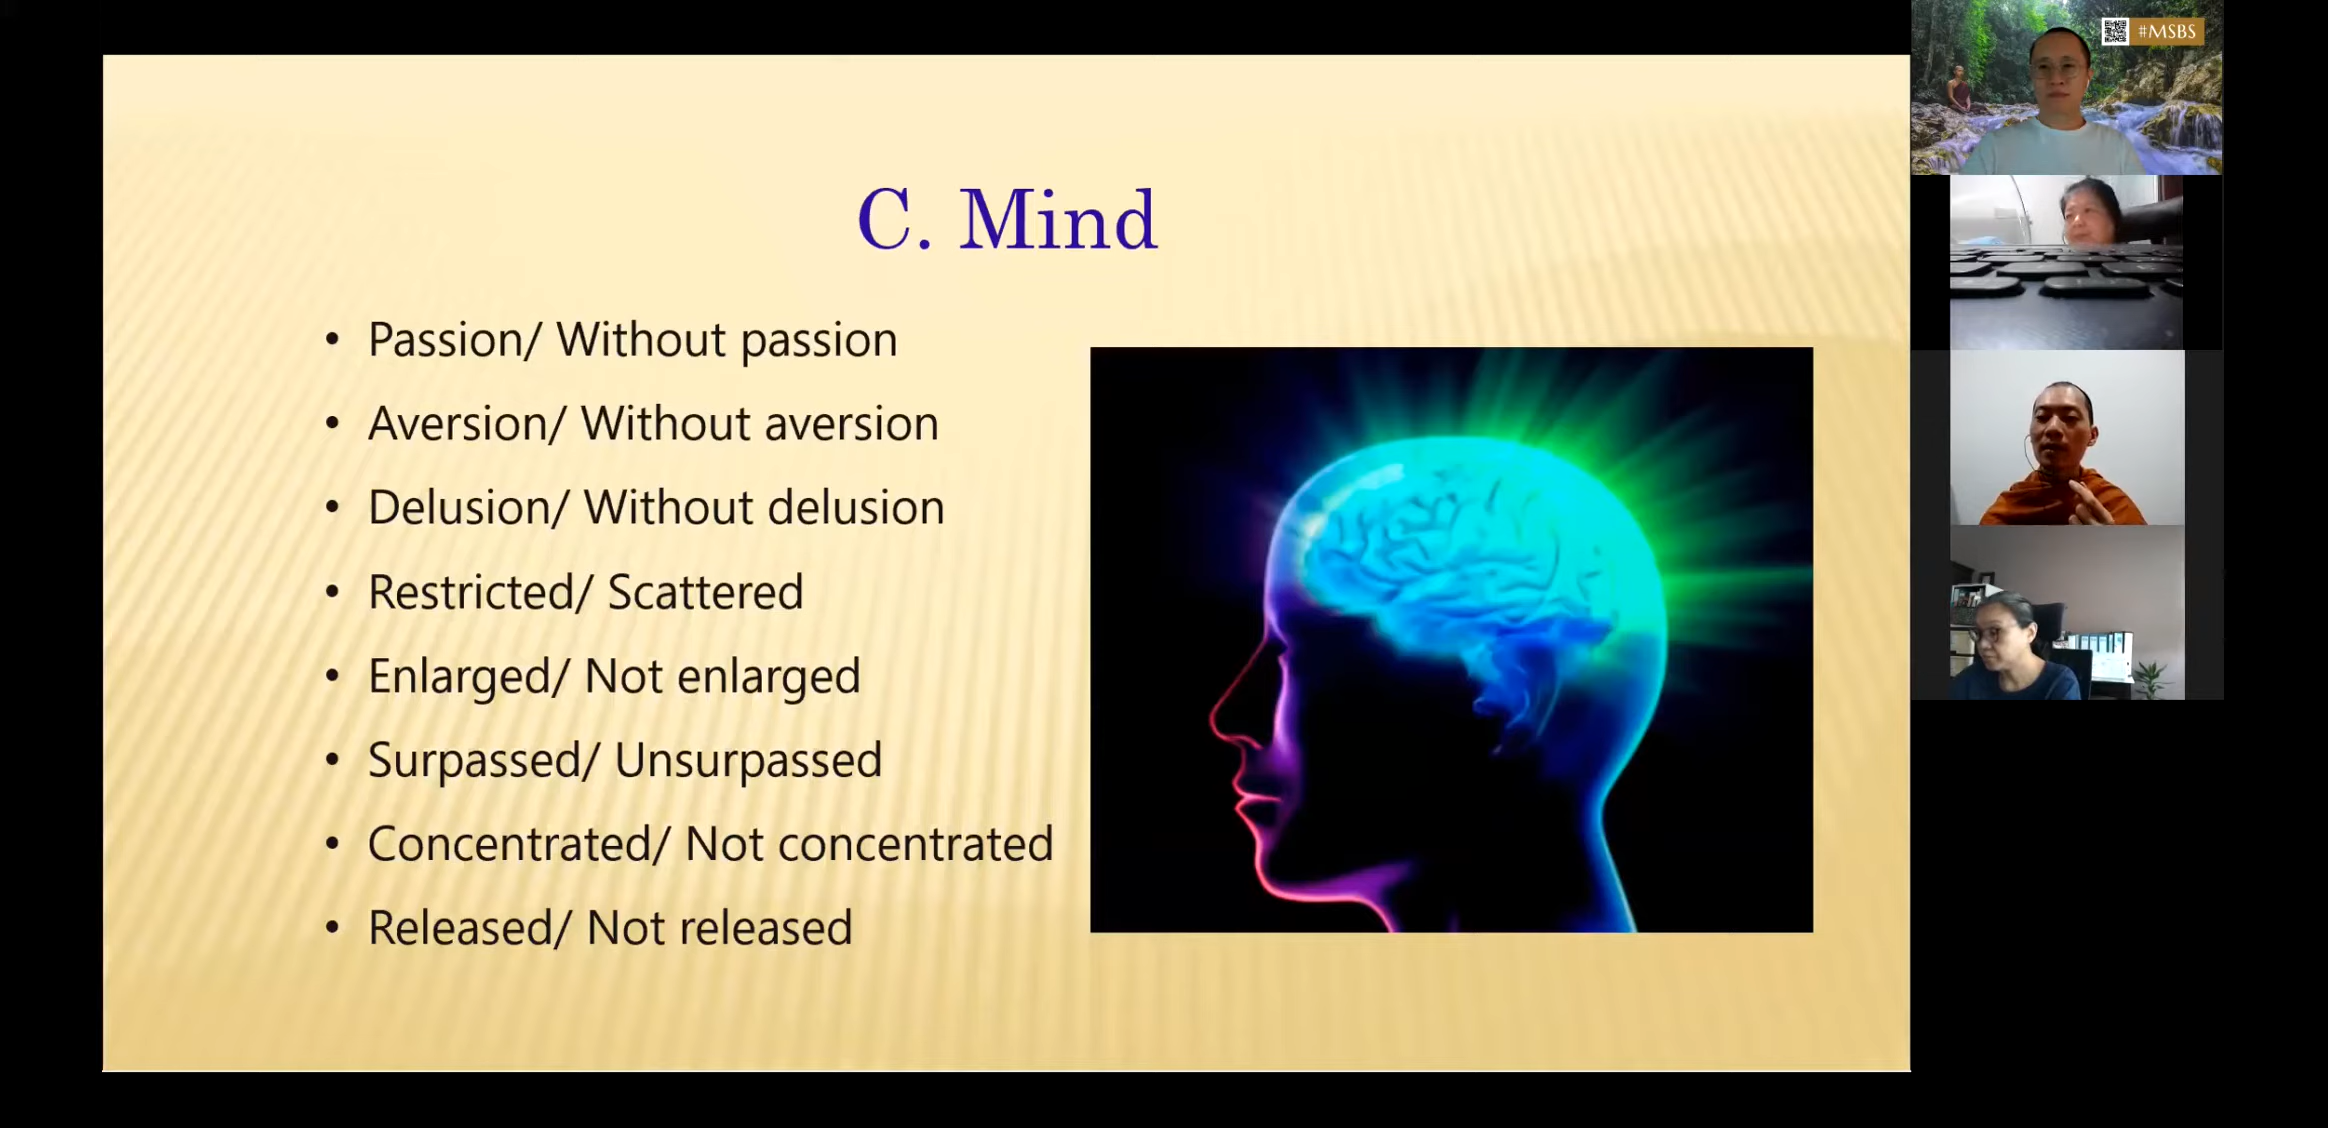 C. Mind
• Passion/ Without passion
• Aversion/ Without aversion
• Delusion/ Without delusion
• Restricted/ Scattered
• Enlarged/ Not enlarged
• Surpassed/ Unsurpassed
• Concentrated/ Not concentrated
• Released/ Not released
#MSBS